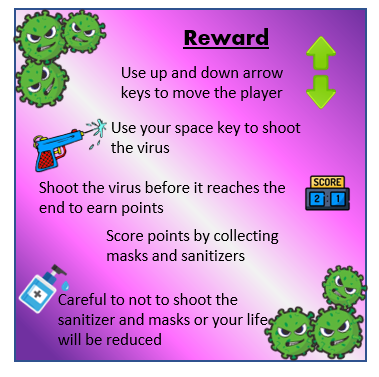 Reward
Use up and down arrow
keys to move the player
Use your space key to shoot
the virus
Shoot the virus before it reaches the
end to earn points
SCORE
2 1
Score points by collecting
masks and sanitizers
Careful to not to shoot the
sanitizer and masks or your life
will be reduced